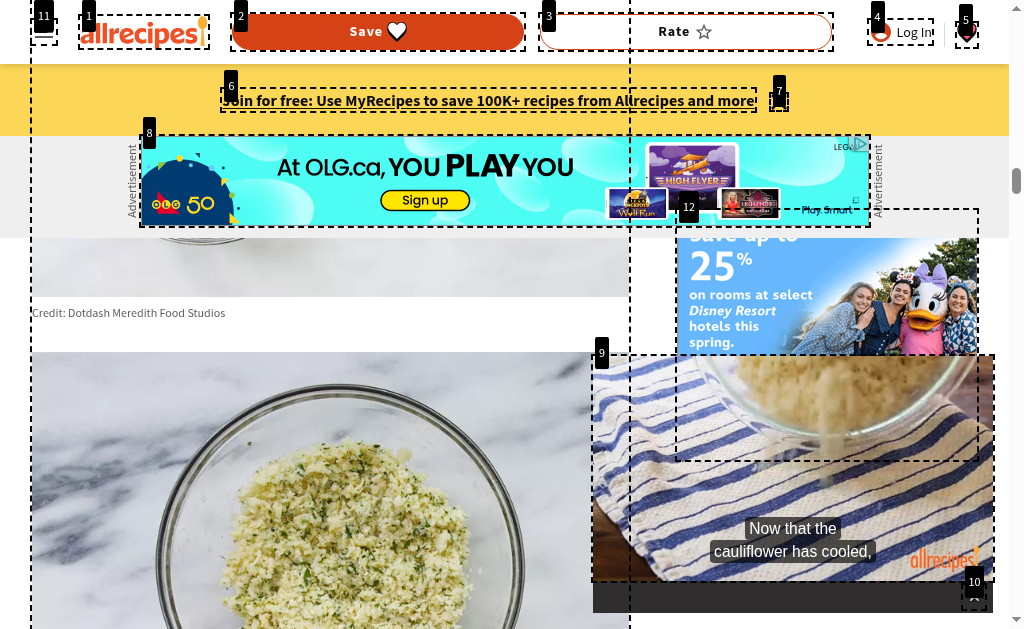 11
1
2
3
4
5
allrecipes
Save
Rate
Log In
6
7
Join for free: Use MyRecipes to save 100K+ recipes from Allrecipes and more
8
Advertisement
OLG 50
At OLG.ca, YOU PLAY YOU
Sign up
HIGH FLYER
Wolf Run
Play Smart
Advertisement
12
save up to
25%
on rooms at select
Disney Resort
hotels this
spring.
Credit: Dotdash Meredith Food Studios
9
Now that the
cauliflower has cooled,
allrecipes
10